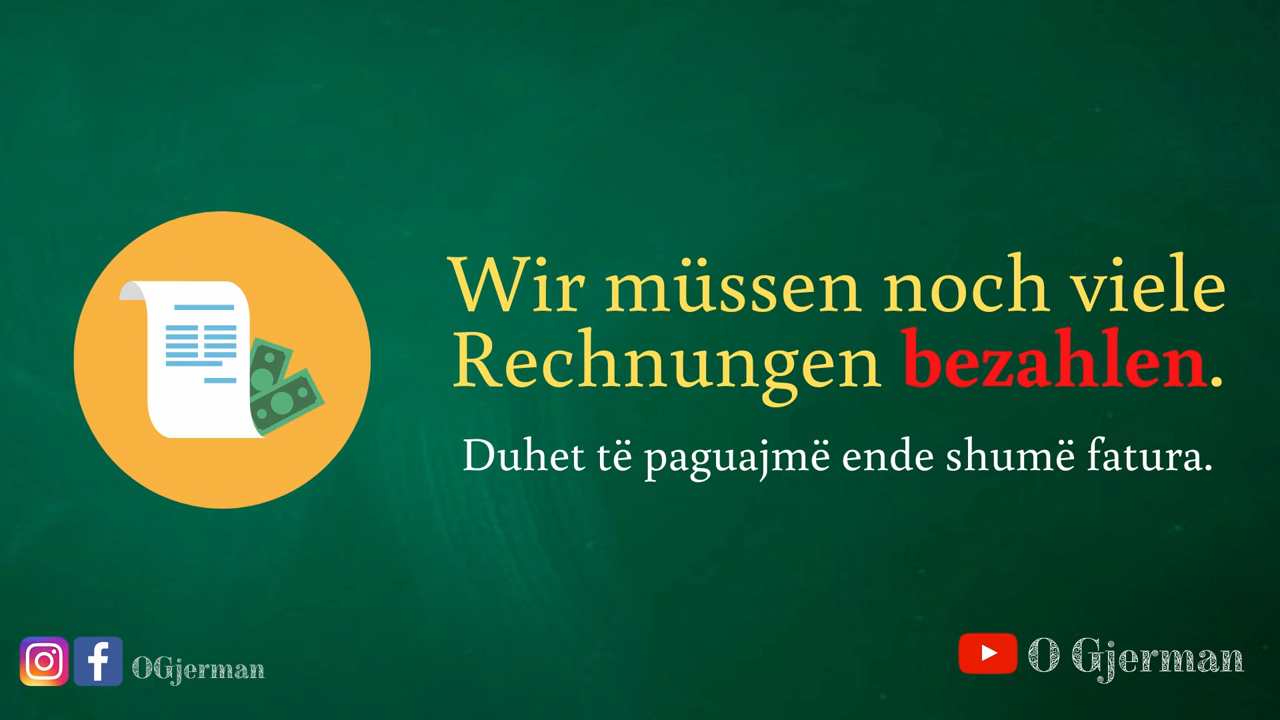 Wir müssen noch viele
Rechnungen bezahlen.
Duhet të paguajmë ende shumë fatura.
OGjerman
O Gjerman